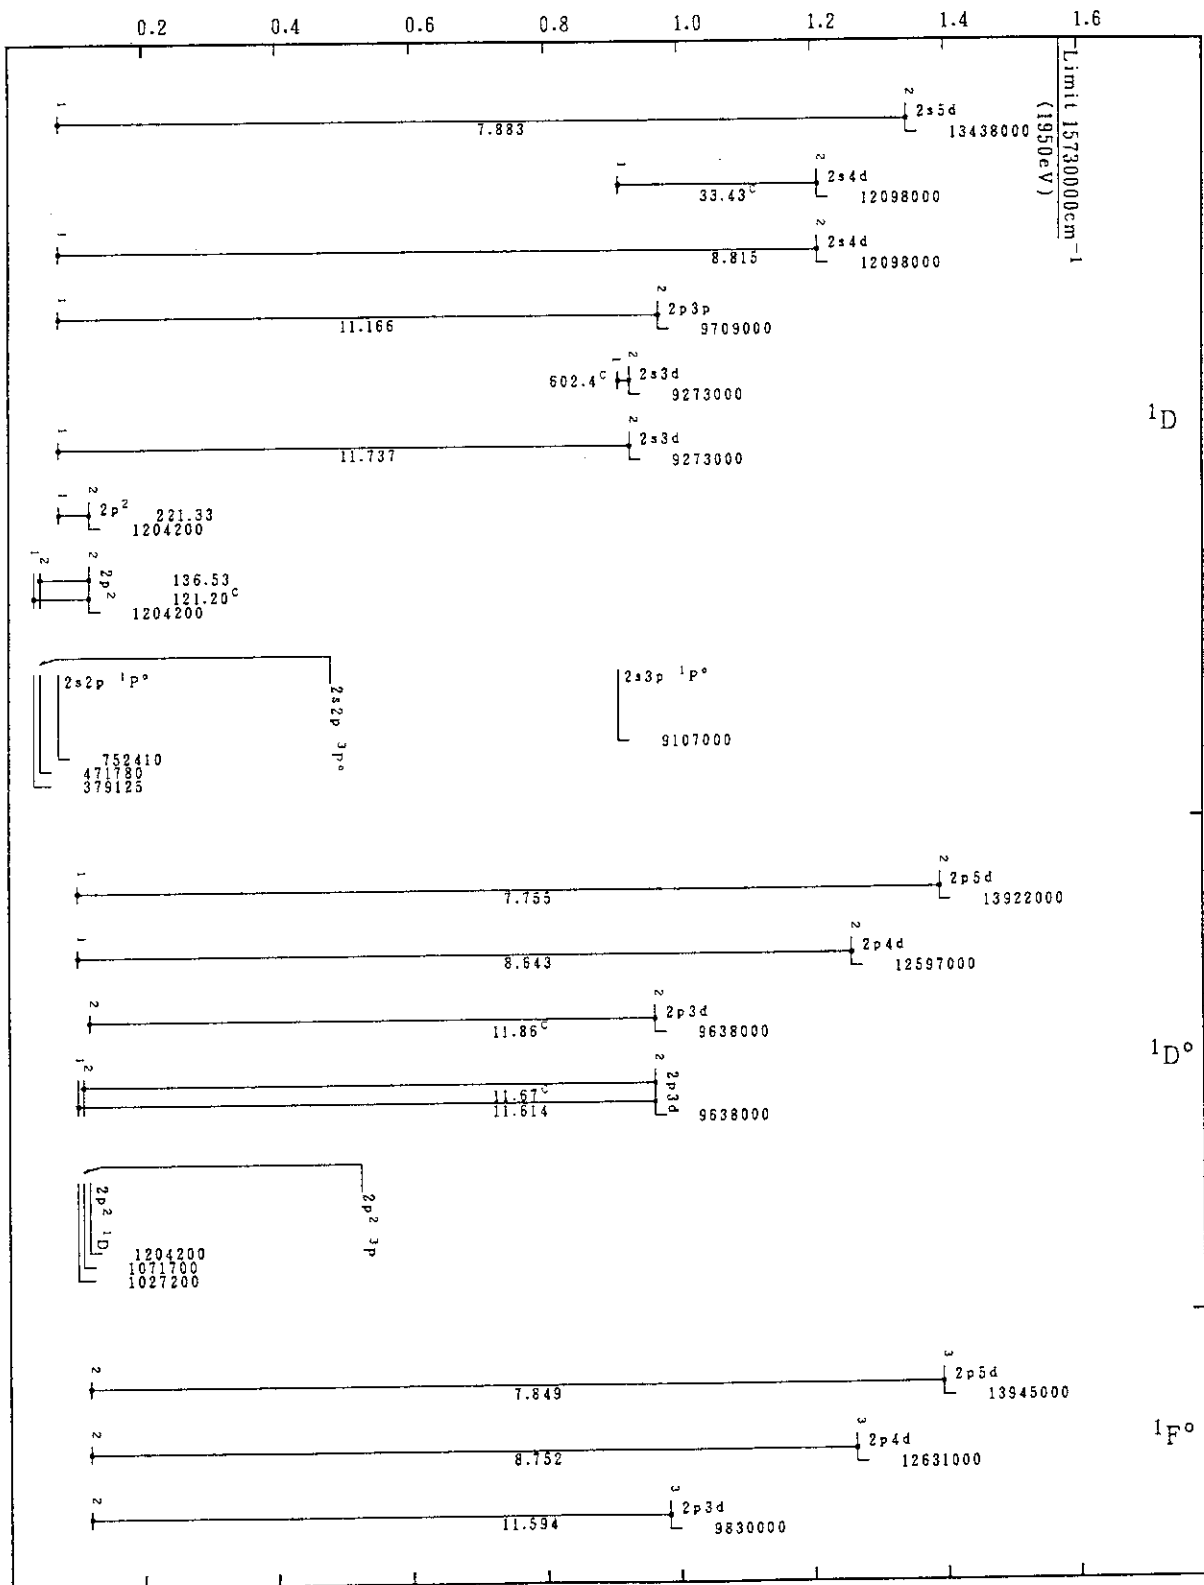 0.2 0.4 0.6 0.8 1.0 1.2 1.4 1.6
Limit 15730000cm⁻¹
(1950eV)
1 2 2s5d
7.883 13438000
1 2 2s4d
33.43ᶜ 12098000
1 2 2s4d
8.815 12098000
1 2 2p3p
11.166 9709000
1 2 2s3d
602.4ᶜ 9273000
¹D
1 2 2s3d
11.737 9273000
1 2 2p² 221.33
1204200
1 2 2 2p² 136.53
121.20ᶜ
1204200
2s2p ¹P° 2s2p ³P° 2s3p ¹P°
9107000
752410
471780
379125
1 2 2p5d
7.755 13922000
1 2 2p4d
8.643 12597000
2 2 2p3d
11.86ᶜ 9638000
¹D°
1 2 2 2p3d
11.67ᶜ
11.614 9638000
2p² ¹D 2p² ³P
1204200
1071700
1027200
2 3 2p5d
7.849 13945000
¹F°
2 3 2p4d
8.752 12631000
2 3 2p3d
11.594 9830000